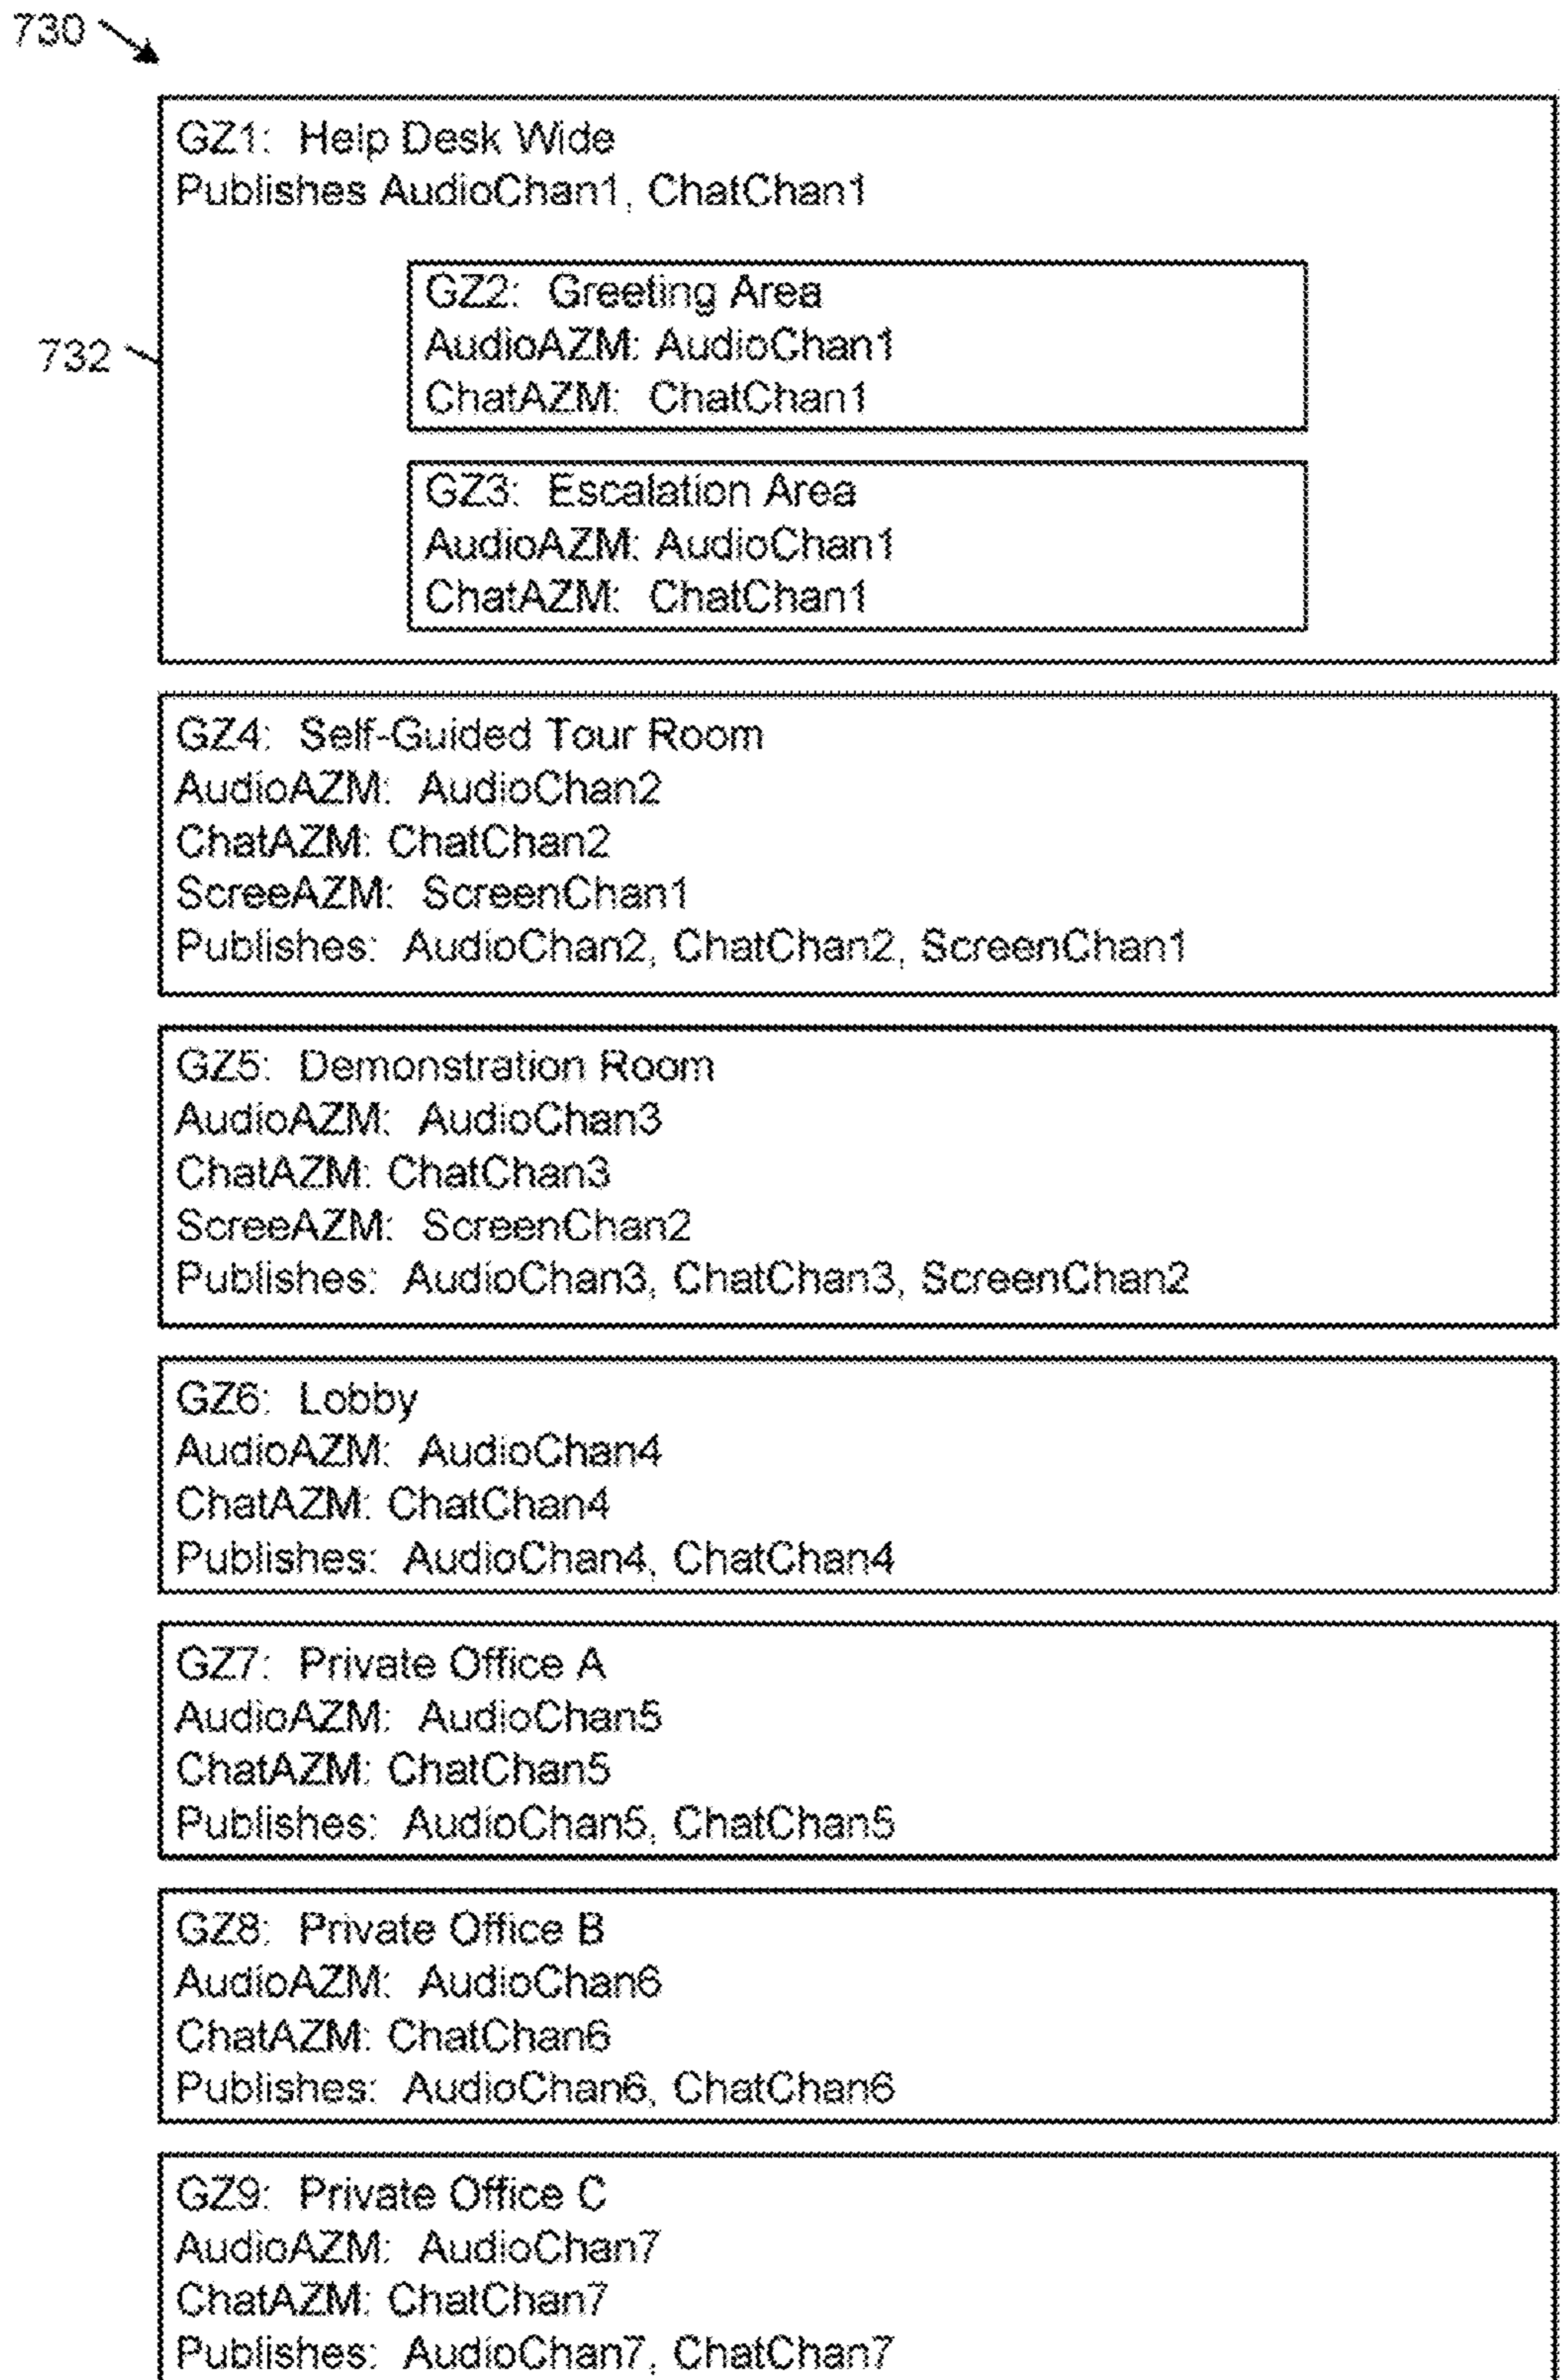 730
GZ1: Help Desk Wide
Publishes AudioChan1, ChatChan1
GZ2: Greeting Area
AudioAZM: AudioChan1
732
ChatAZM: ChatChan1
GZ3: Escalation Area
AudioAZM: AudioChan1
ChatAZM: ChatChan1
GZ4: Self-Guided Tour Room
AudioAZM: AudioChan2
ChatAZM: ChatChan2
ScreeAZM: ScreenChan1
Publishes: AudioChan2, ChatChan2, ScreenChan1
GZ5: Demonstration Room
AudioAZM: AudioChan3
ChatAZM: ChatChan3
ScreeAZM: ScreenChan2
Publishes: AudioChan3, ChatChan3, ScreenChan2
GZ6: Lobby
AudioAZM: AudioChan4
ChatAZM: ChatChan4
Publishes: AudioChan4, ChatChan4
GZ7: Private Office A
AudioAZM: AudioChan5
ChatAZM: ChatChan5
Publishes: AudioChan5, ChatChan5
GZ8: Private Office B
AudioAZM: AudioChan6
ChatAZM: ChatChan6
Publishes: AudioChan6, ChatChan6
GZ9: Private Office C
AudioAZM: AudioChan7
ChatAZM: ChatChan7
Publishes: AudioChan7, ChatChan7